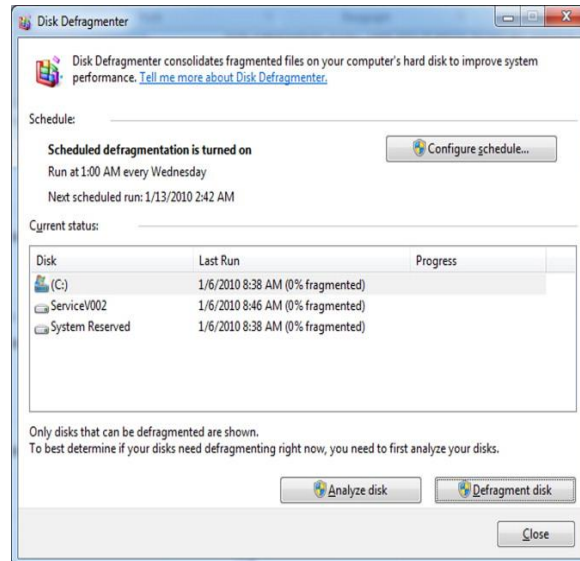 Disk Defragmenter
Disk Defragmenter consolidates fragmented files on your computer's hard disk to improve system
performance. Tell me more about Disk Defragmenter.
Schedule:
Scheduled defragmentation is turned on
Configure schedule...
Run at 1:00 AM every Wednesday
Next scheduled run: 1/13/2010 2:42 AM
Current status:
Disk Last Run Progress
(C:) 1/6/2010 8:38 AM (0% fragmented)
ServiceV002 1/6/2010 8:46 AM (0% fragmented)
System Reserved 1/6/2010 8:38 AM (0% fragmented)
Only disks that can be defragmented are shown.
To best determine if your disks need defragmenting right now, you need to first analyze your disks.
Analyze disk Defragment disk
Close